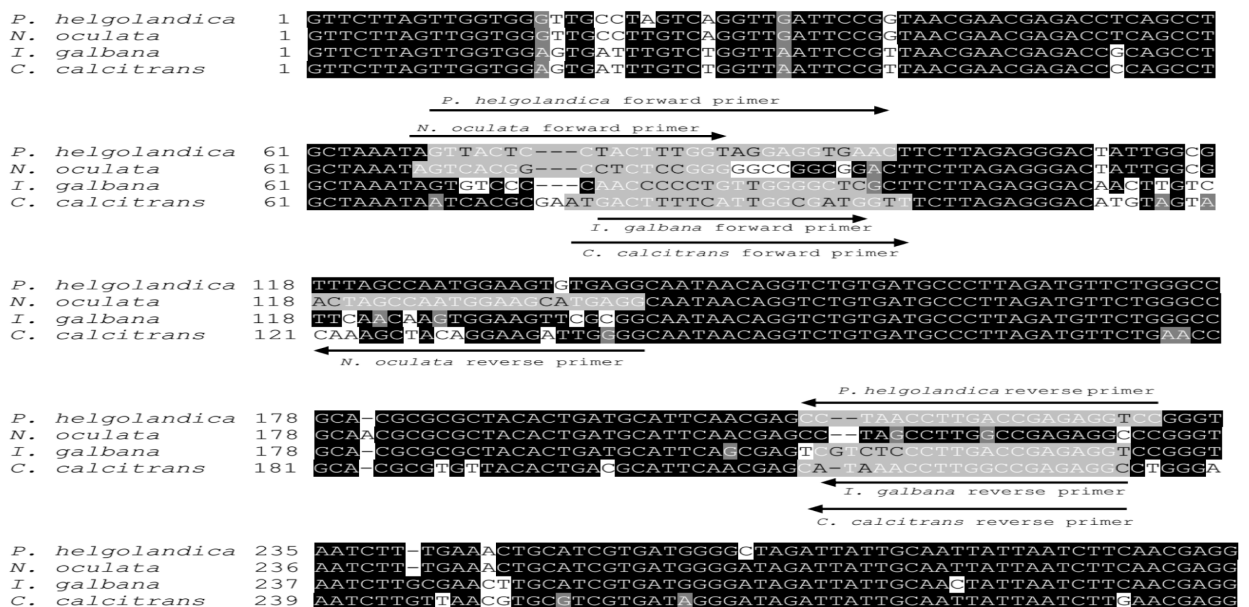 P. helgolandica 1 GTTCTTAGTTGGTGGGTTGCCTAGTCAGGTTGATTCCGGTAACGAACGAGACCTCAGCCT
N. oculata 1 GTTCTTAGTTGGTGGGTTGCCTTGTCAGGTTGATTCCGGTAACGAACGAGACCTCAGCCT
I. galbana 1 GTTCTTAGTTGGTGGAGTGATTTGTCTGGTTAATTCCGTTAACGAACGAGACCGCAGCCT
C. calcitrans 1 GTTCTTAGTTGGTGGAGTGATTTGTCTGGTTAATTCCGTTAACGAACGAGACCCCAGCCT
P. helgolandica forward primer
N. oculata forward primer
P. helgolandica 61 GCTAAATAGTTACTC---CTACTTTGGTAGGAGGTGAACTTCTTAGAGGGACTATTGGCG
N. oculata 61 GCTAAATAGTCACGG---CCTCTCCGGGGGCCGGCGGACTTCTTAGAGGGACTATTGGCG
I. galbana 61 GCTAAATAGTGTCCC---CAACCCCCTGTTGGGGCTCGCTTCTTAGAGGGACAACTTGTC
C. calcitrans 61 GCTAAATAATCACGCGAATGACTTTTCATTGGCGATGGTTTCTTAGAGGGACATGTAGTA
I. galbana forward primer
C. calcitrans forward primer
P. helgolandica 118 TTTAGCCAATGGAAGTGTGAGGCAATAACAGGTCTGTGATGCCCTTAGATGTTCTGGGCC
N. oculata 118 ACTAGCCAATGGAAGCATGAGGCAATAACAGGTCTGTGATGCCCTTAGATGTTCTGGGCC
I. galbana 118 TTCAACAAGTGGAAGTTCGCGGCAATAACAGGTCTGTGATGCCCTTAGATGTTCTGGGCC
C. calcitrans 121 CAAAGCTACAGGAAGATTGGGGCAATAACAGGTCTGTGATGCCCTTAGATGTTCTGAACC
N. oculata reverse primer
P. helgolandica reverse primer
P. helgolandica 178 GCA-CGCGCGCTACACTGATGCATTCAACGAGCC--TAACCTTGACCGAGAGGTCCGGGT
N. oculata 178 GCAACGCGCGCTACACTGATGCATTCAACGAGCC--TAGCCTTGGCCGAGAGGCCCGGGT
I. galbana 178 GCA-CGCGCGCTACACTGATGCATTCAGCGAGTCGTCTCCCTTGACCGAGAGGTCCGGGT
C. calcitrans 181 GCA-CGCGTGTTACACTGACGCATTCAACGAGCA-TAAACCTTGGCCGAGAGGCCTGGGA
I. galbana reverse primer
C. calcitrans reverse primer
P. helgolandica 235 AATCTT-TGAAACTGCATCGTGATGGGGCTAGATTATTGCAATTATTAATCTTCAACGAGG
N. oculata 236 AATCTT-TGAAACTGCATCGTGATGGGGATAGATTATTGCAATTATTAATCTTCAACGAGG
I. galbana 237 AATCTTGCGAACTTGCATCGTGATGGGGATAGATTATTGCAACTATTAATCTTCAACGAGG
C. calcitrans 239 AATCTTGTTAACGTGCGTCGTGATAGGGATAGATTATTGCAATTATTAATCTTGAACGAGG